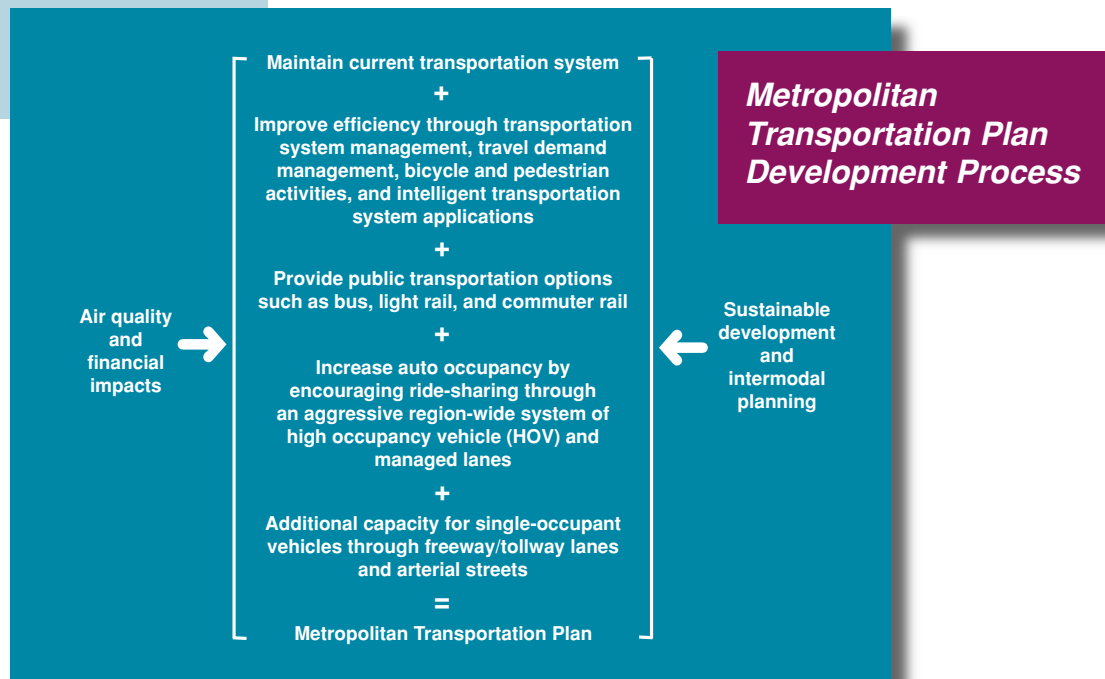 Metropolitan
Transportation Plan
Development Process
Maintain current transportation system
+
Improve efficiency through transportation
system management, travel demand
management, bicycle and pedestrian
activities, and intelligent transportation
system applications
+
Provide public transportation options
such as bus, light rail, and commuter rail
+
Increase auto occupancy by
encouraging ride-sharing through
an aggressive region-wide system of
high occupancy vehicle (HOV) and
managed lanes
+
Additional capacity for single-occupant
vehicles through freeway/tollway lanes
and arterial streets
=
Metropolitan Transportation Plan
Air quality
and
financial
impacts
Sustainable
development
and
intermodal
planning